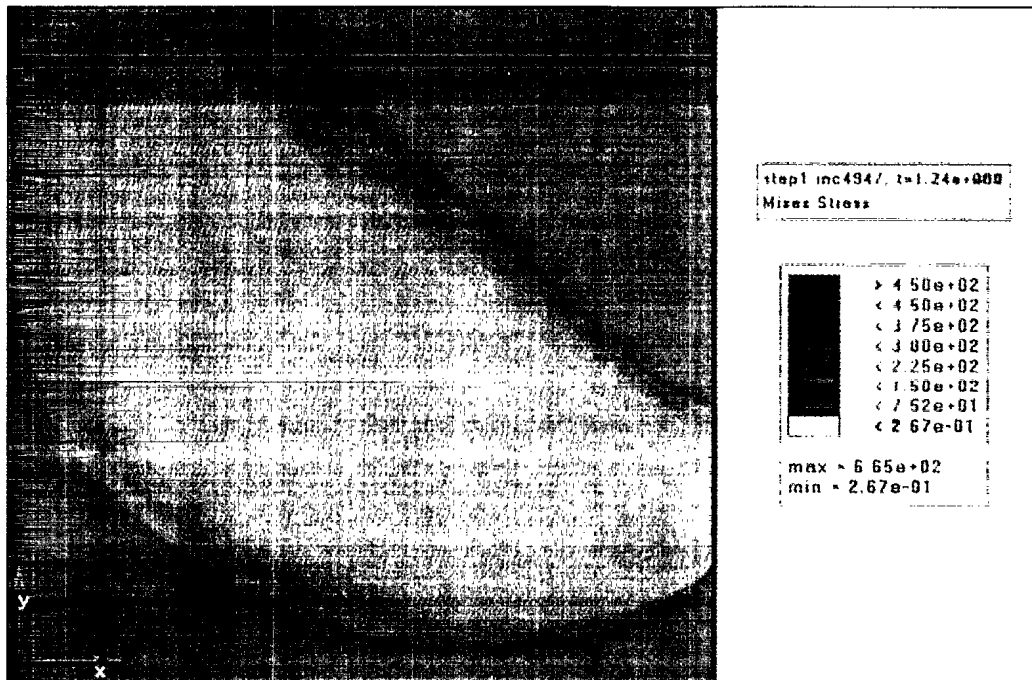 step1 inc4947, t=1.24e+000
Mises Stress
> 4.50e+02
< 4.50e+02
< 3.75e+02
< 3.00e+02
< 2.25e+02
< 1.50e+02
< 7.52e+01
< 2.67e-01
max = 6.65e+02
min = 2.67e-01
y
x